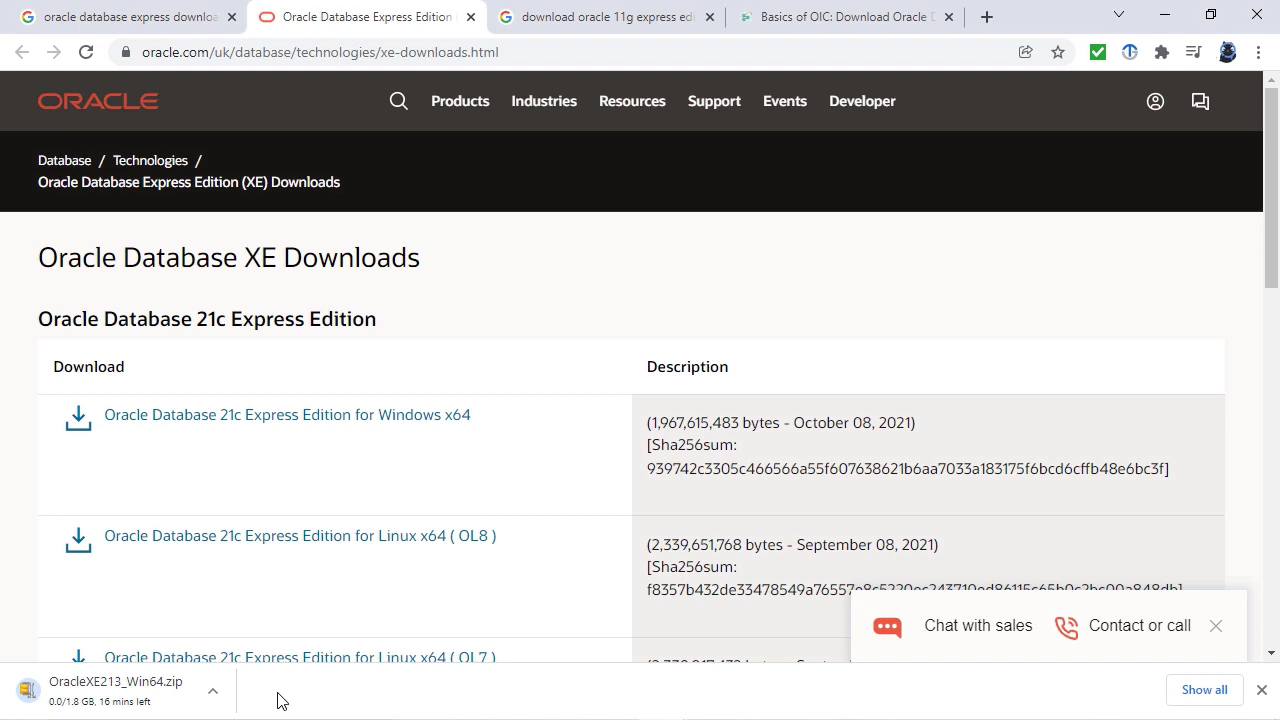 oracle database express downloa
Oracle Database Express Edition
download oracle 11g express edi
Basics of OIC: Download Oracle D
oracle.com/uk/database/technologies/xe-downloads.html
ORACLE
Products
Industries
Resources
Support
Events
Developer
Database / Technologies /
Oracle Database Express Edition (XE) Downloads
Oracle Database XE Downloads
Oracle Database 21c Express Edition
Download
Description
Oracle Database 21c Express Edition for Windows x64
(1,967,615,483 bytes - October 08, 2021)
[Sha256sum:
939742c3305c466566a55f607638621b6aa7033a183175f6bcd6cffb48e6bc3f]
Oracle Database 21c Express Edition for Linux x64 ( OL8 )
(2,339,651,768 bytes - September 08, 2021)
[Sha256sum:
Oracle Database 21c Express Edition for Linux x64 ( OL7 )
Chat with sales
Contact or call
OracleXE213_Win64.zip
0.0/1.8 GB, 16 mins left
Show all